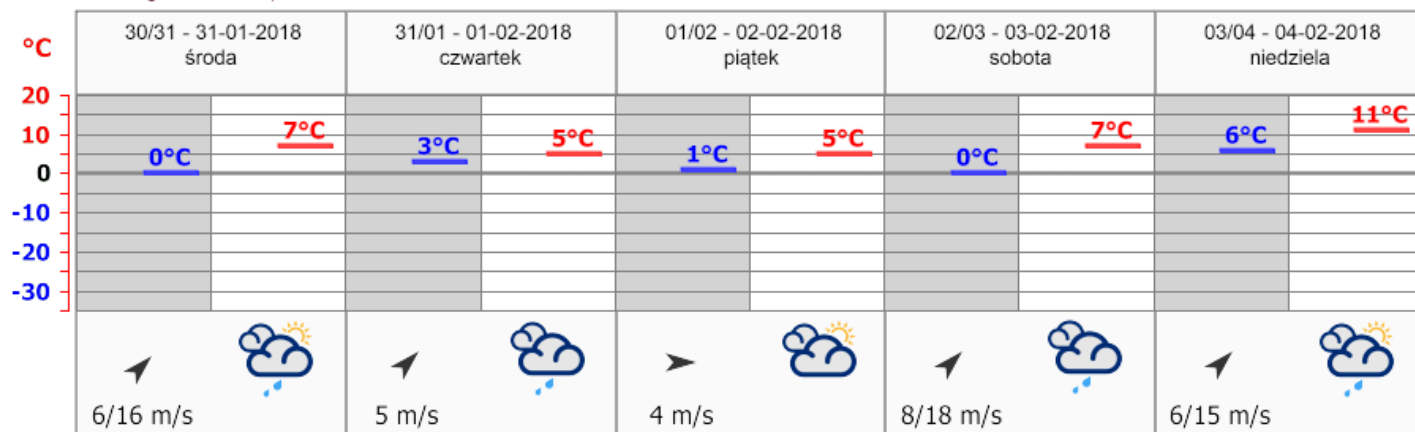 30/31 - 31-01-2018
środa
31/01 - 01-02-2018
czwartek
01/02 - 02-02-2018
piątek
02/03 - 03-02-2018
sobota
03/04 - 04-02-2018
niedziela
°C
20
10
0
-10
-20
-30
0°C
7°C
3°C
5°C
1°C
5°C
0°C
7°C
6°C
11°C
6/16 m/s
5 m/s
4 m/s
8/18 m/s
6/15 m/s